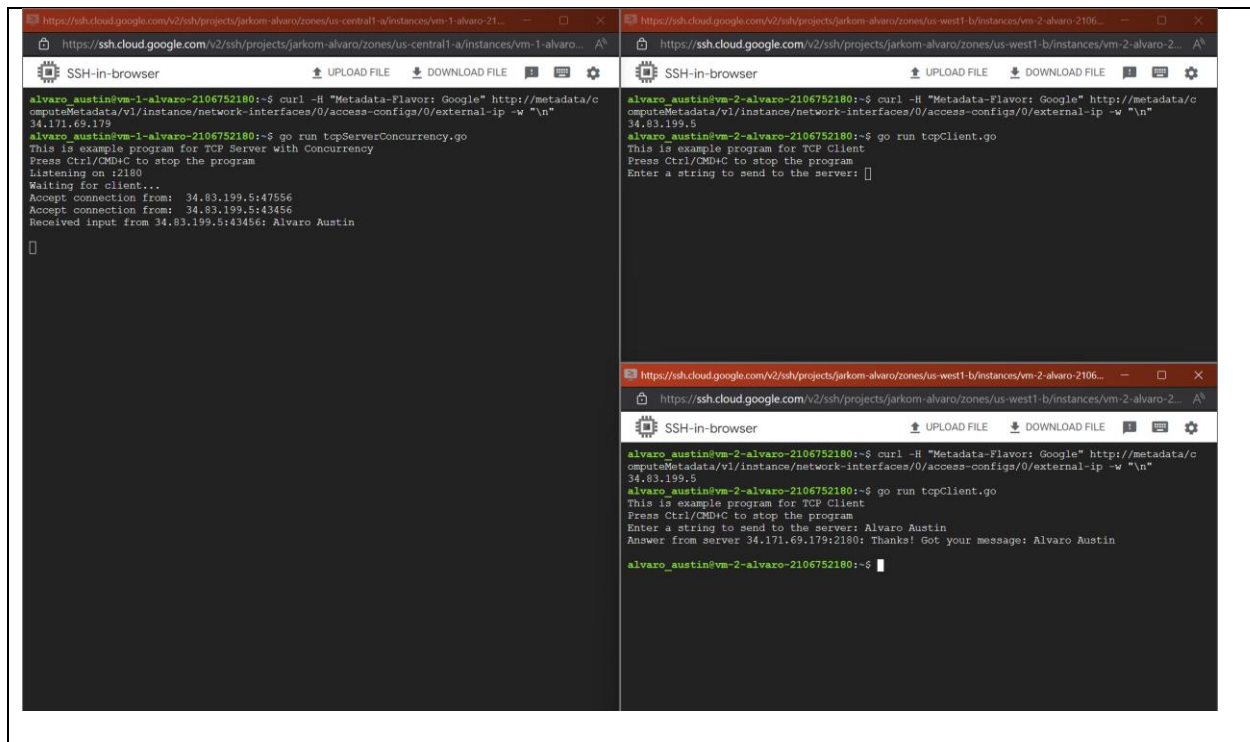 https://ssh.cloud.google.com/v2/ssh/projects/jarkom-alvaro/zones/us-central1-a/instances/vm-1-alvaro-21...
https://ssh.cloud.google.com/v2/ssh/projects/jarkom-alvaro/zones/us-central1-a/instances/vm-1-alvaro...
SSH-in-browser
UPLOAD FILE
DOWNLOAD FILE
alvaro_austin@vm-1-alvaro-2106752180:~$ curl -H "Metadata-Flavor: Google" http://metadata/c
omputeMetadata/v1/instance/network-interfaces/0/access-configs/0/external-ip -w "\n"
34.171.69.179
alvaro_austin@vm-1-alvaro-2106752180:~$ go run tcpServerConcurrency.go
This is example program for TCP Server with Concurrency
Press Ctrl/CMD+C to stop the program
Listening on :2180
Waiting for client...
Accept connection from:  34.83.199.5:47556
Accept connection from:  34.83.199.5:43456
Received input from 34.83.199.5:43456: Alvaro Austin
https://ssh.cloud.google.com/v2/ssh/projects/jarkom-alvaro/zones/us-west1-b/instances/vm-2-alvaro-2106...
https://ssh.cloud.google.com/v2/ssh/projects/jarkom-alvaro/zones/us-west1-b/instances/vm-2-alvaro-2...
SSH-in-browser
UPLOAD FILE
DOWNLOAD FILE
alvaro_austin@vm-2-alvaro-2106752180:~$ curl -H "Metadata-Flavor: Google" http://metadata/c
omputeMetadata/v1/instance/network-interfaces/0/access-configs/0/external-ip -w "\n"
34.83.199.5
alvaro_austin@vm-2-alvaro-2106752180:~$ go run tcpClient.go
This is example program for TCP Client
Press Ctrl/CMD+C to stop the program
Enter a string to send to the server:
https://ssh.cloud.google.com/v2/ssh/projects/jarkom-alvaro/zones/us-west1-b/instances/vm-2-alvaro-2106...
https://ssh.cloud.google.com/v2/ssh/projects/jarkom-alvaro/zones/us-west1-b/instances/vm-2-alvaro-2...
SSH-in-browser
UPLOAD FILE
DOWNLOAD FILE
alvaro_austin@vm-2-alvaro-2106752180:~$ curl -H "Metadata-Flavor: Google" http://metadata/c
omputeMetadata/v1/instance/network-interfaces/0/access-configs/0/external-ip -w "\n"
34.83.199.5
alvaro_austin@vm-2-alvaro-2106752180:~$ go run tcpClient.go
This is example program for TCP Client
Press Ctrl/CMD+C to stop the program
Enter a string to send to the server: Alvaro Austin
Answer from server 34.171.69.179:2180: Thanks! Got your message: Alvaro Austin
alvaro_austin@vm-2-alvaro-2106752180:~$